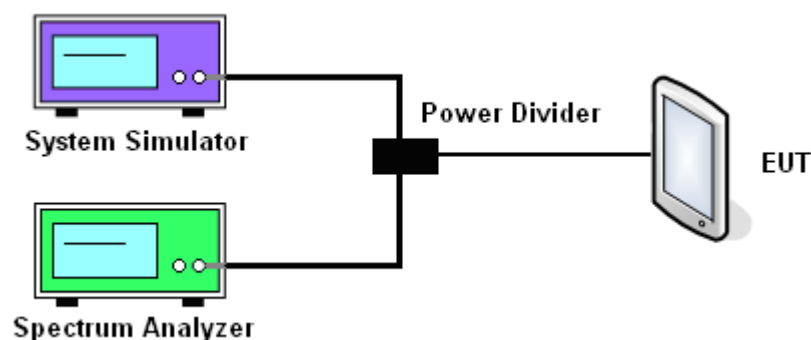 System Simulator
Power Divider
EUT
Spectrum Analyzer